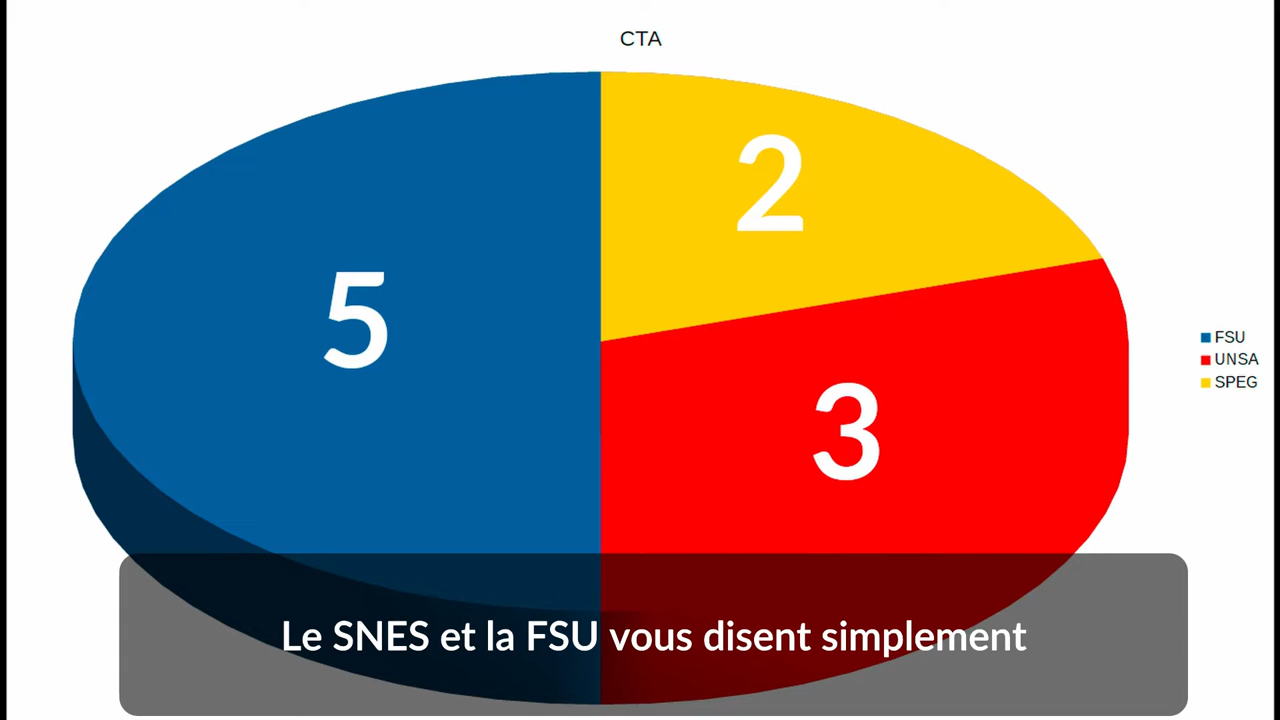 CTA
2
5
3
FSU
UNSA
SPEG
Le SNES et la FSU vous disent simplement